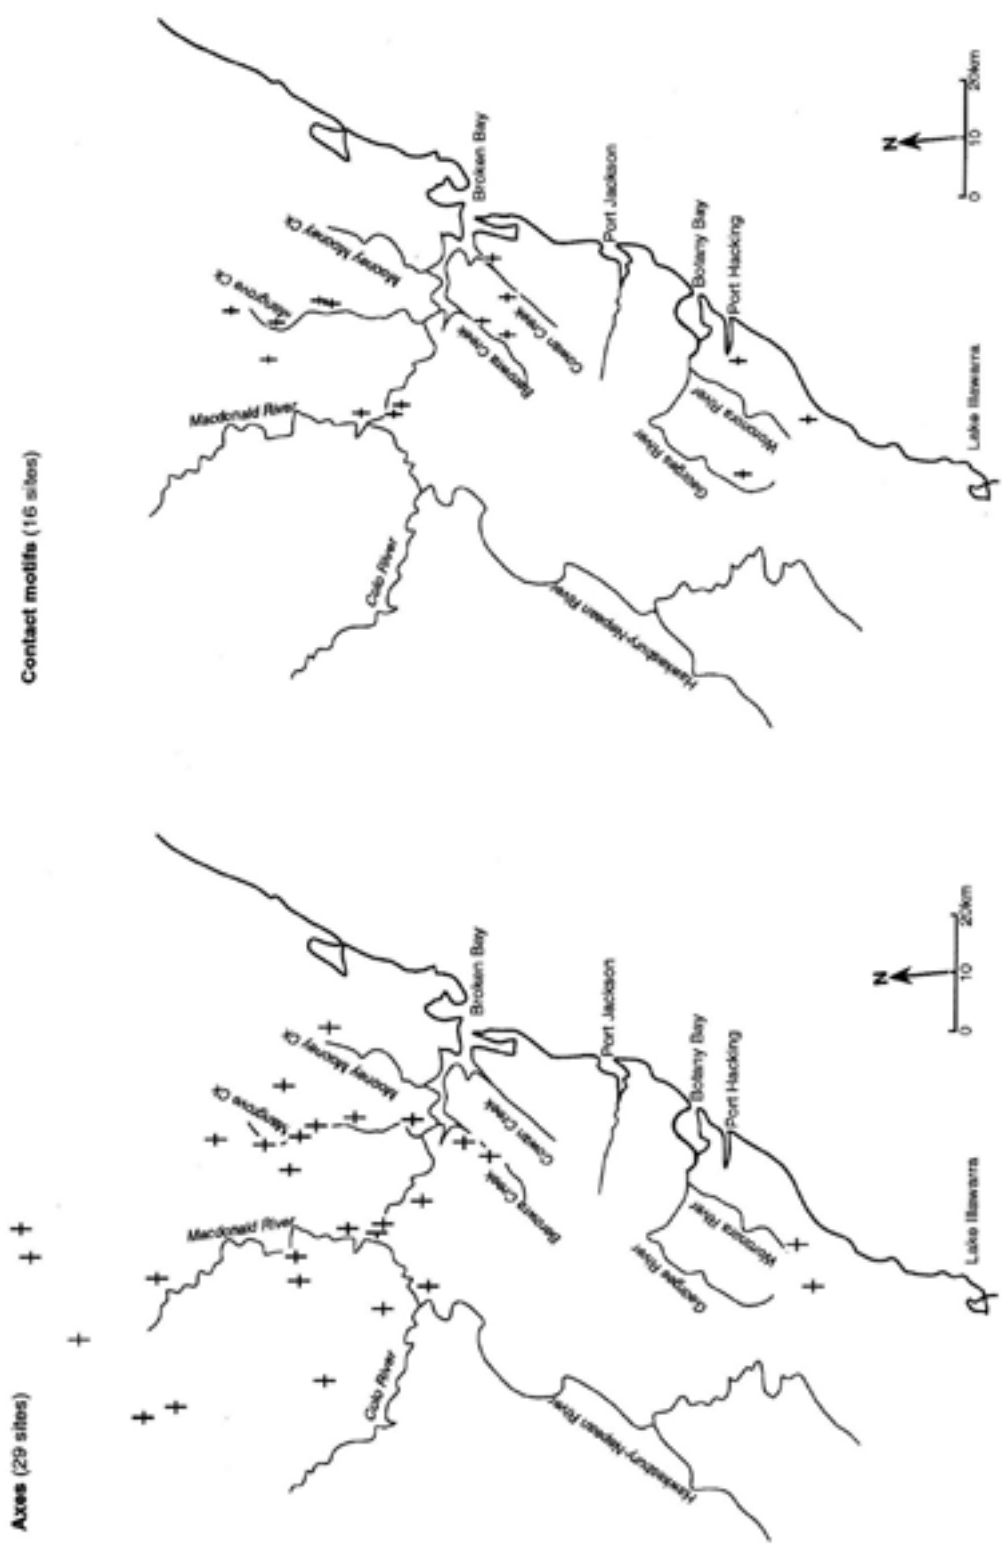 Axes (29 sites)
Macdonald River
Mangrove Ck
Mooney Mooney Ck
Colo River
Broken Bay
Berowra Creek
Cowan Creek
Port Jackson
Hawkesbury-Nepean River
Botany Bay
Port Hacking
Georges River
Woronora River
Lake Illawarra
N
0 10 20km
Contact motifs (16 sites)
Macdonald River
Mangrove Ck
Mooney Mooney Ck
Colo River
Broken Bay
Berowra Creek
Cowan Creek
Port Jackson
Hawkesbury-Nepean River
Botany Bay
Port Hacking
Georges River
Woronora River
Lake Illawarra
N
0 10 20km